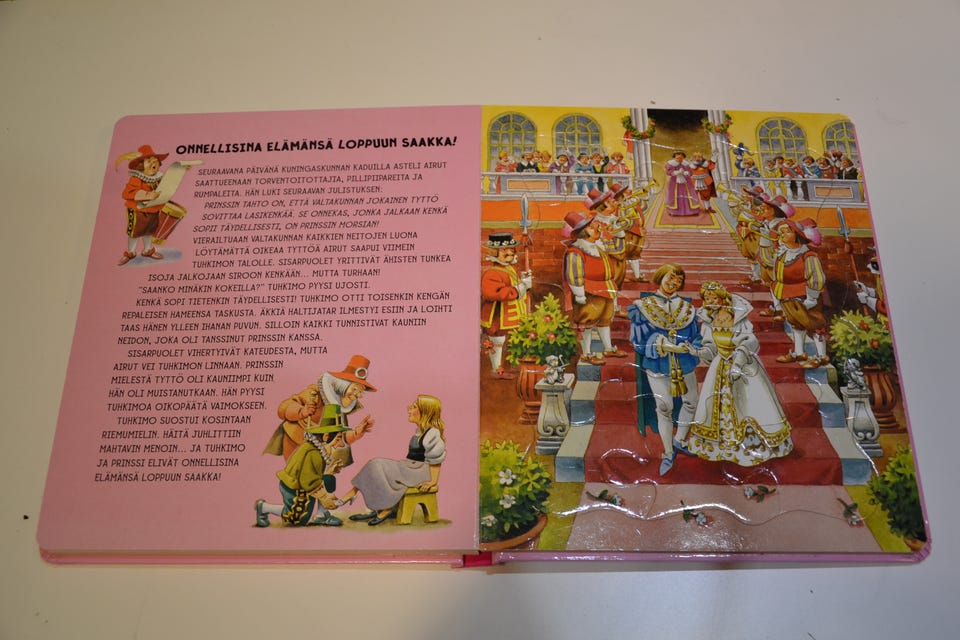 ONNELLISINA ELÄMÄNSÄ LOPPUUN SAAKKA!
SEURAAVANA PÄIVÄNÄ KUNINGASKUNNAN KADUILLA ASTELI AIRUT
SAATTUEENAAN TORVENTOITOTTAJIA, PILLIPIIPAREITA JA
RUMPALEITA. HÄN LUKI SEURAAVAN JULISTUKSEN:
PRINSSIN TAHTO ON, ETTÄ VALTAKUNNAN JOKAINEN TYTTÖ
SOVITTAA LASIKENKÄÄ. SE ONNEKAS, JONKA JALKAAN KENKÄ
SOPII TÄYDELLISESTI, ON PRINSSIN MORSIAN!
VIERAILTUAAN VALTAKUNNAN KAIKKIEN NEITOJEN LUONA
LÖYTÄMÄTTÄ OIKEAA TYTTÖÄ AIRUT SAAPUI VIIMEIN
TUHKIMON TALOLLE. SISARPUOLET YRITTIVÄT ÄHISTEN TUNKEA
ISOJA JALKOJAAN SIROON KENKÄÄN... MUTTA TURHAAN!
"SAANKO MINÄKIN KOKEILLA?" TUHKIMO PYYSI UJOSTI.
KENKÄ SOPI TIETENKIN TÄYDELLISESTI! TUHKIMO OTTI TOISENKIN KENGÄN
REPALEISEN HAMEENSA TASKUSTA. ÄKKIÄ HALTIJATAR ILMESTYI ESIIN JA LOIHTI
TAAS HÄNEN YLLEEN IHANAN PUVUN. SILLOIN KAIKKI TUNNISTIVAT KAUNIIN
NEIDON, JOKA OLI TANSSINUT PRINSSIN KANSSA.
SISARPUOLET VIHERTYIVÄT KATEUDESTA, MUTTA
AIRUT VEI TUHKIMON LINNAAN. PRINSSIN
MIELESTÄ TYTTÖ OLI KAUNIIMPI KUIN
HÄN OLI MUISTANUTKAAN. HÄN PYYSI
TUHKIMOA OIKOPÄÄTÄ VAIMOKSEEN.
TUHKIMO SUOSTUI KOSINTAAN
RIEMUMIELIN. HÄITÄ JUHLITTIIN
MAHTAVIN MENOIN... JA TUHKIMO
JA PRINSSI ELIVÄT ONNELLISINA
ELÄMÄNSÄ LOPPUUN SAAKKA!